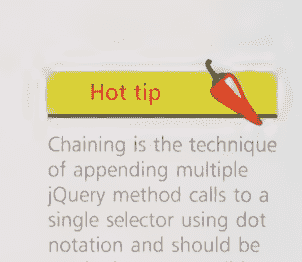 Hot tip
Chaining is the technique
of appending multiple
jQuery method calls to a
single selector using dot
notation and should be